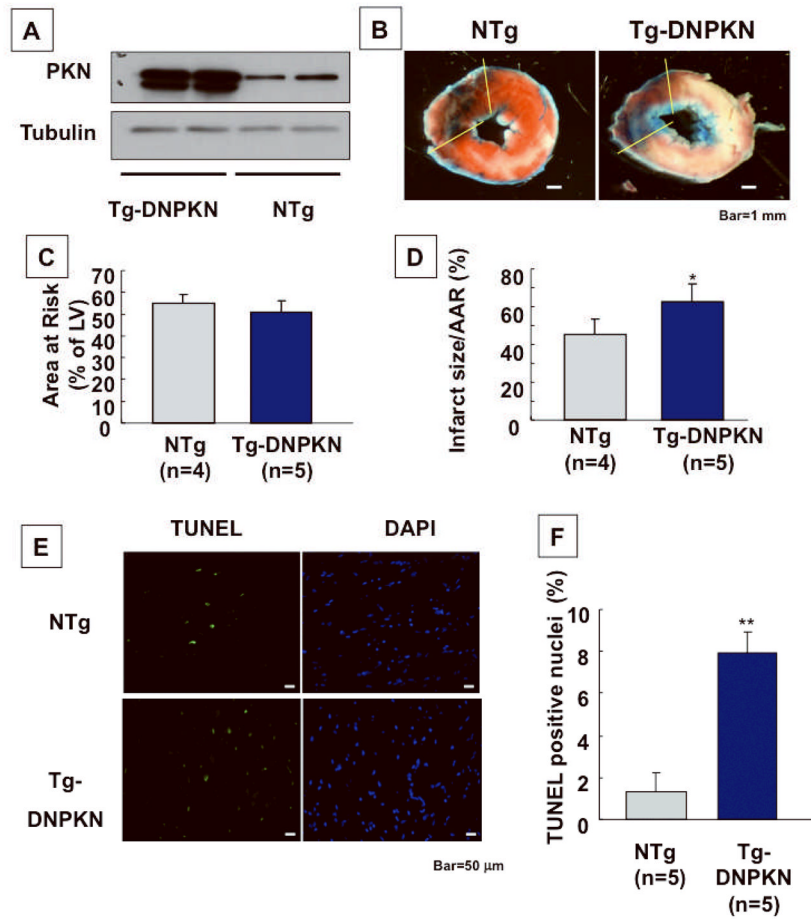 A
PKN
Tubulin
Tg-DNPKN NTg
B
NTg Tg-DNPKN
Bar=1 mm
C
Area at Risk
(% of LV)
70
60
50
40
30
20
10
0
NTg Tg-DNPKN
(n=4) (n=5)
D
Infarct size/AAR (%)
80
60
40
20
0
*
NTg Tg-DNPKN
(n=4) (n=5)
E
TUNEL DAPI
NTg
Tg-
DNPKN
Bar=50 μm
F
TUNEL positive nuclei (%)
10
8
6
4
2
0
**
NTg Tg-
(n=5) DNPKN
(n=5)